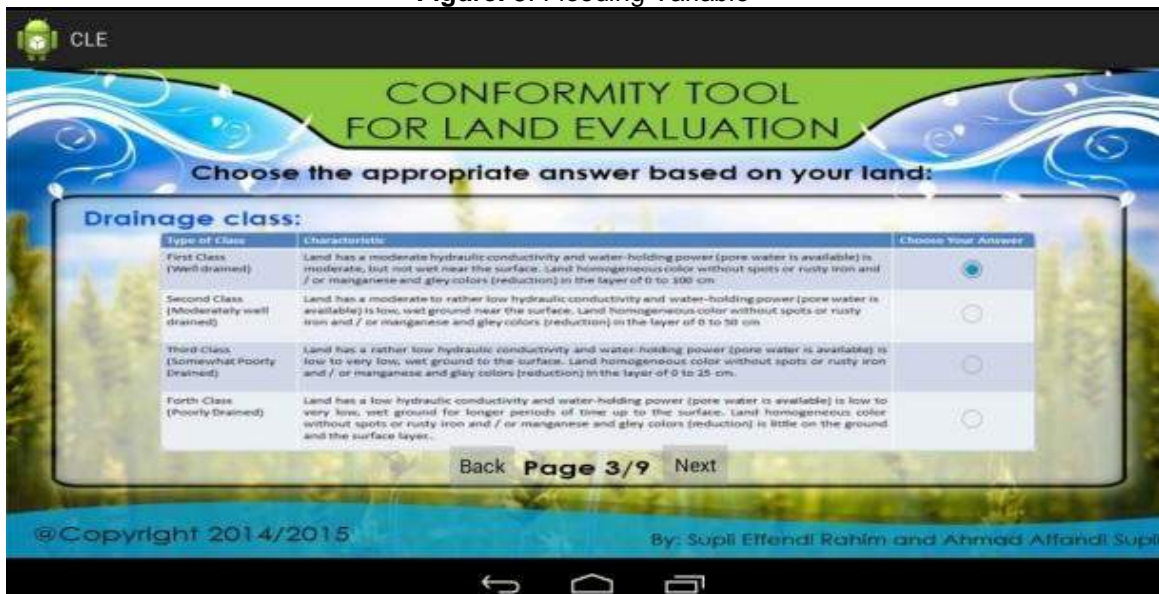 Figure. 3. Flooding Variable
CLE
CONFORMITY TOOL
FOR LAND EVALUATION
Choose the appropriate answer based on your land:
Drainage class:
Type of Class Characteristic Choose Your Answer
First Class
(Well drained)
Land has a moderate hydraulic conductivity and water-holding power (pore water is available) is
moderate, but not wet near the surface. Land homogeneous color without spots or rusty iron and
/ or manganese and gley colors (reduction) in the layer of 0 to 100 cm
Second Class
(Moderately well
drained)
Land has a moderate to rather low hydraulic conductivity and water-holding power (pore water is
available) is low, wet ground near the surface. Land homogeneous color without spots or rusty
iron and / or manganese and gley colors (reduction) in the layer of 0 to 50 cm
Third Class
(Somewhat Poorly
Drained)
Land has a rather low hydraulic conductivity and water-holding power (pore water is available) is
low to very low, wet ground to the surface. Land homogeneous color without spots or rusty iron
and / or manganese and gley colors (reduction) in the layer of 0 to 25 cm.
Forth Class
(Poorly Drained)
Land has a low hydraulic conductivity and water-holding power (pore water is available) is low to
very low, wet ground for longer periods of time up to the surface. Land homogeneous color
without spots or rusty iron and / or manganese and gley colors (reduction) is little on the ground
and the surface layer.
Back Page 3/9 Next
@Copyright 2014/2015
By: Supli Effendi Rahim and Ahmad Affandi Supli